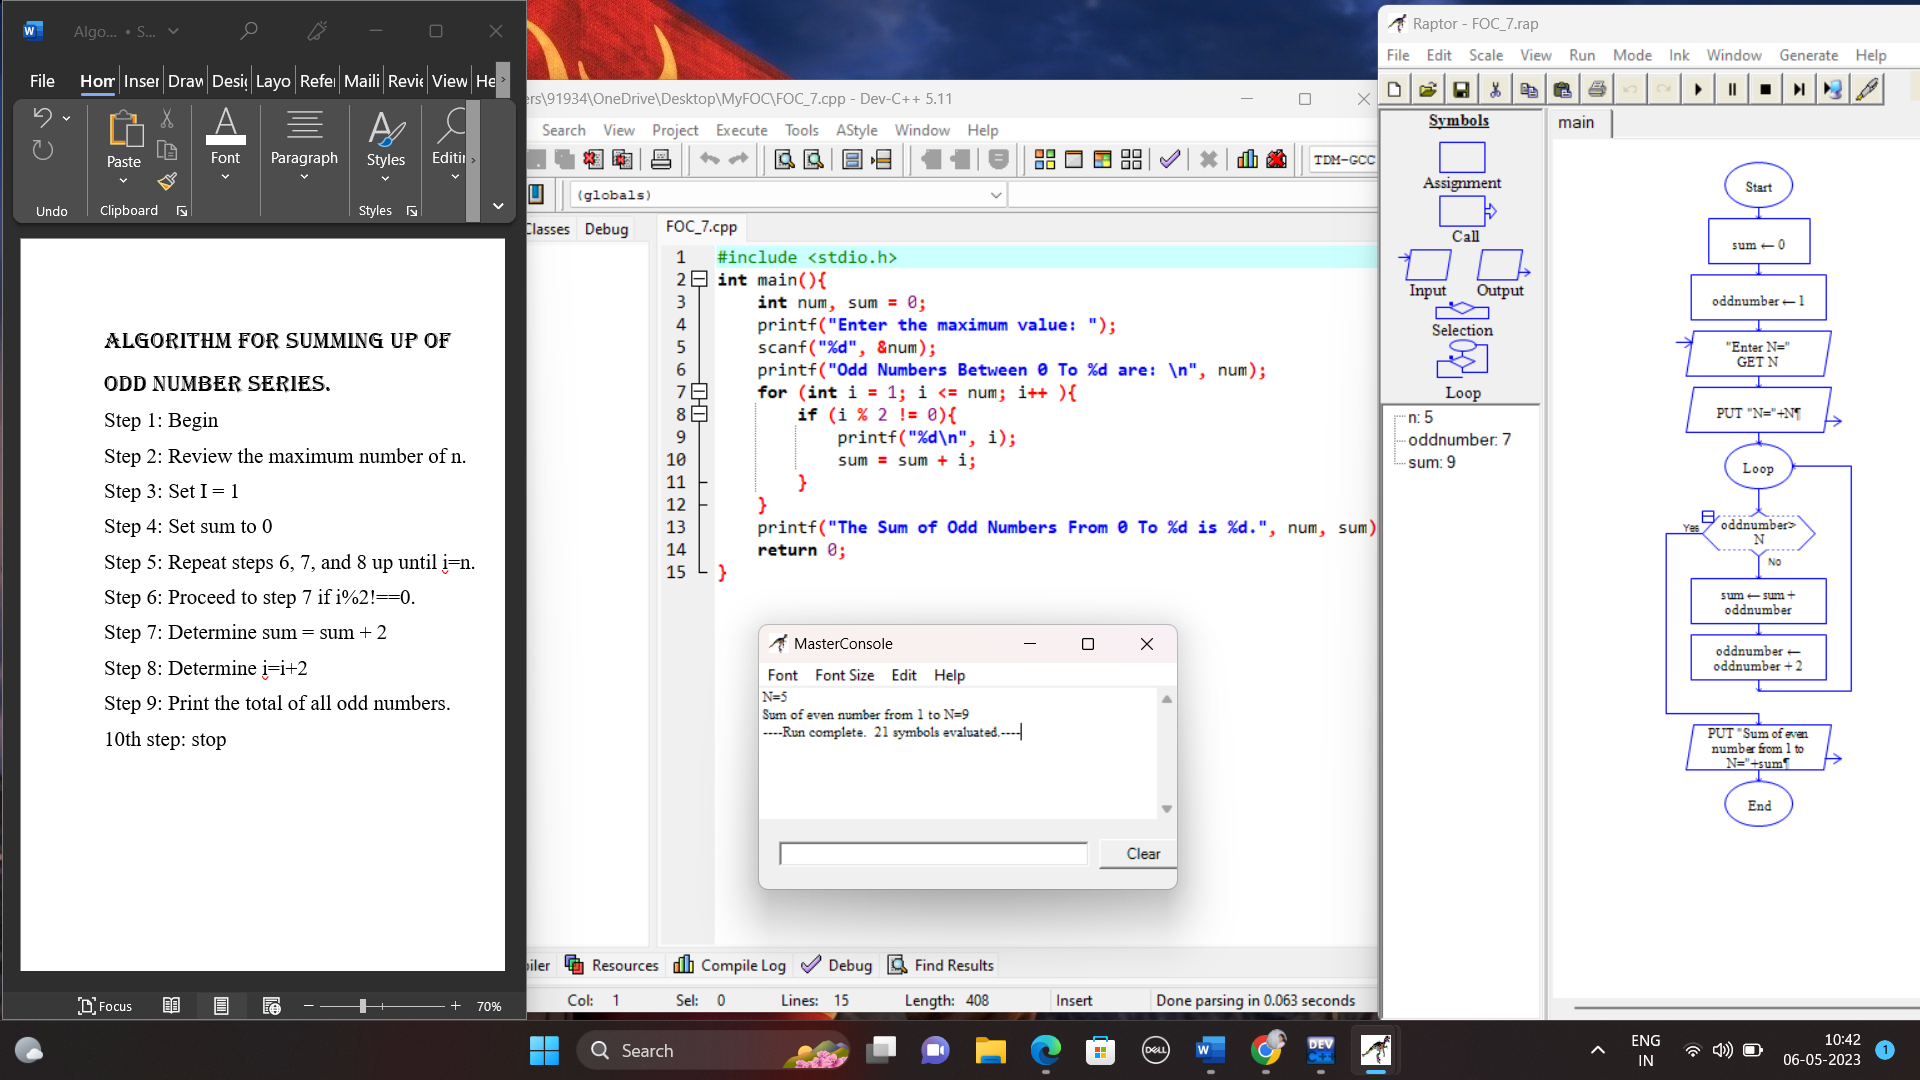 Algo... • S...
File
Hom
Inser
Draw
Desig
Layo
Refer
Maili
Revie
View
He
Undo
Paste
Clipboard
Font
Paragraph
Styles
Styles
Editin
ALGORITHM FOR SUMMING UP OF
ODD NUMBER SERIES.
Step 1: Begin
Step 2: Review the maximum number of n.
Step 3: Set I = 1
Step 4: Set sum to 0
Step 5: Repeat steps 6, 7, and 8 up until i=n.
Step 6: Proceed to step 7 if i%2!==0.
Step 7: Determine sum = sum + 2
Step 8: Determine i=i+2
Step 9: Print the total of all odd numbers.
10th step: stop
Focus
70%
ers\91934\OneDrive\Desktop\MyFOC\FOC_7.cpp - Dev-C++ 5.11
Search View Project Execute Tools AStyle Window Help
TDM-GCC
(globals)
Classes Debug
FOC_7.cpp
1 #include <stdio.h>
2 int main(){
3 int num, sum = 0;
4 printf("Enter the maximum value: ");
5 scanf("%d", &num);
6 printf("Odd Numbers Between 0 To %d are: \n", num);
7 for (int i = 1; i <= num; i++ ){
8 if (i % 2 != 0){
9 printf("%d\n", i);
10 sum = sum + i;
11 }
12 }
13 printf("The Sum of Odd Numbers From 0 To %d is %d.", num, sum)
14 return 0;
15 }
MasterConsole
Font Font Size Edit Help
N=5
Sum of even number from 1 to N=9
----Run complete. 21 symbols evaluated.----
Clear
iler Resources Compile Log Debug Find Results
Col: 1 Sel: 0 Lines: 15 Length: 408 Insert Done parsing in 0.063 seconds
Raptor - FOC_7.rap
File Edit Scale View Run Mode Ink Window Generate Help
Symbols
Assignment
Call
Input Output
Selection
Loop
n: 5
oddnumber: 7
sum: 9
main
Start
sum ← 0
oddnumber ← 1
"Enter N="
GET N
PUT "N="+N¶
Loop
oddnumber>
N
Yes
No
sum ← sum +
oddnumber
oddnumber ←
oddnumber + 2
PUT "Sum of even
number from 1 to
N="+sum¶
End
Search
DELL
DEV
C++
ENG
IN
10:42
06-05-2023
1